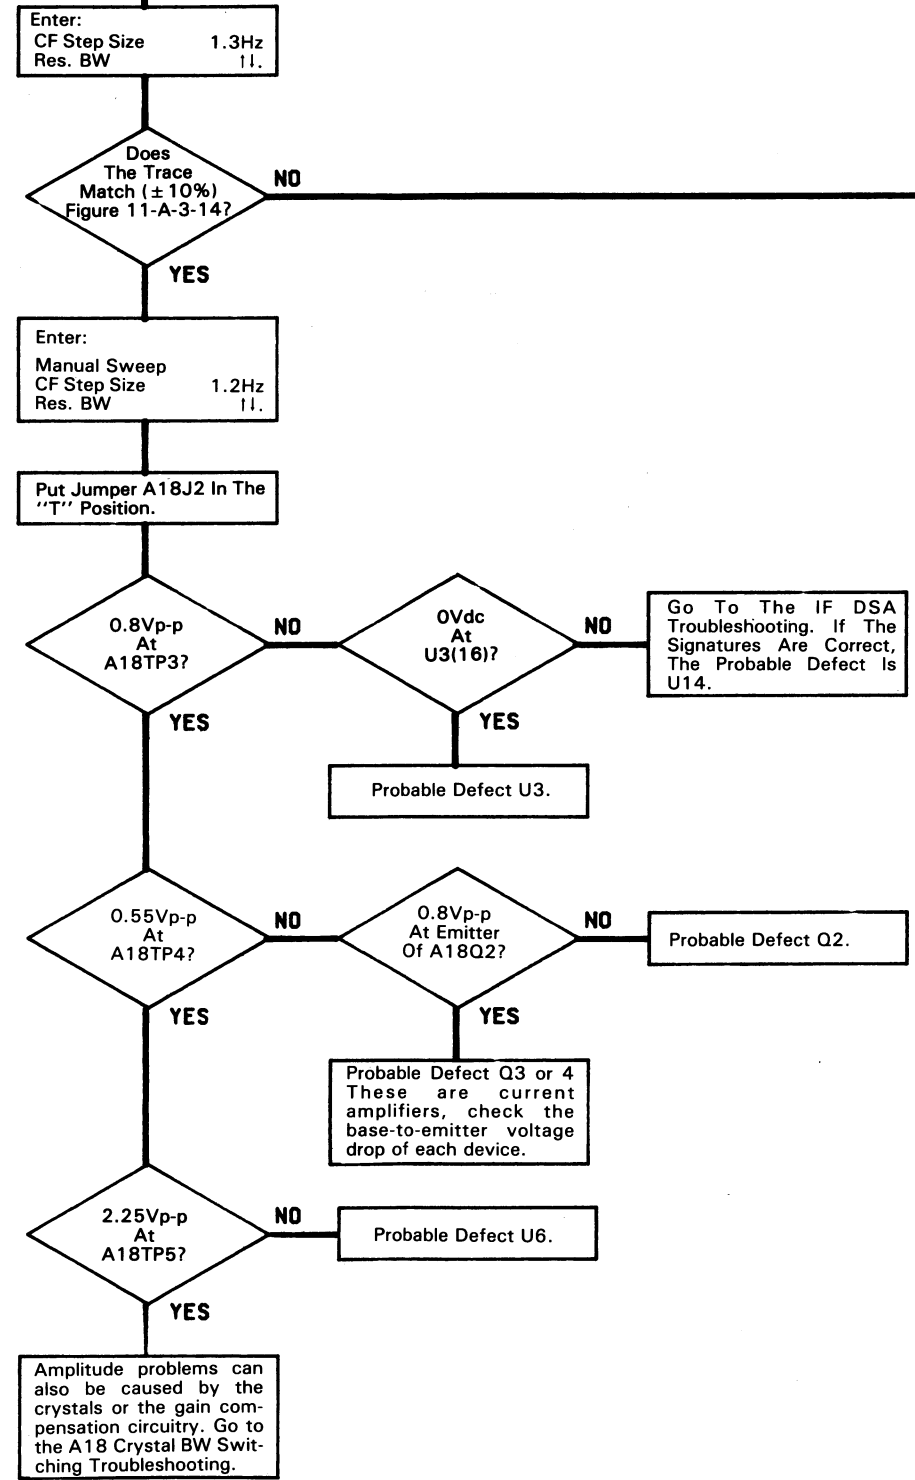 Enter:
CF Step Size 1.3Hz
Res. BW ↑↓.
Does
The Trace
Match (±10%)
Figure 11-A-3-14?
NO
YES
Enter:
Manual Sweep
CF Step Size 1.2Hz
Res. BW ↑↓.
Put Jumper A18J2 In The
"T" Position.
0.8Vp-p
At
A18TP3?
NO
YES
0Vdc
At
U3(16)?
NO
YES
Go To The IF DSA
Troubleshooting. If The
Signatures Are Correct,
The Probable Defect Is
U14.
Probable Defect U3.
0.55Vp-p
At
A18TP4?
NO
YES
0.8Vp-p
At Emitter
Of A18Q2?
NO
YES
Probable Defect Q2.
Probable Defect Q3 or 4
These are current
amplifiers, check the
base-to-emitter voltage
drop of each device.
2.25Vp-p
At
A18TP5?
NO
YES
Probable Defect U6.
Amplitude problems can
also be caused by the
crystals or the gain com-
pensation circuitry. Go to
the A18 Crystal BW Swit-
ching Troubleshooting.